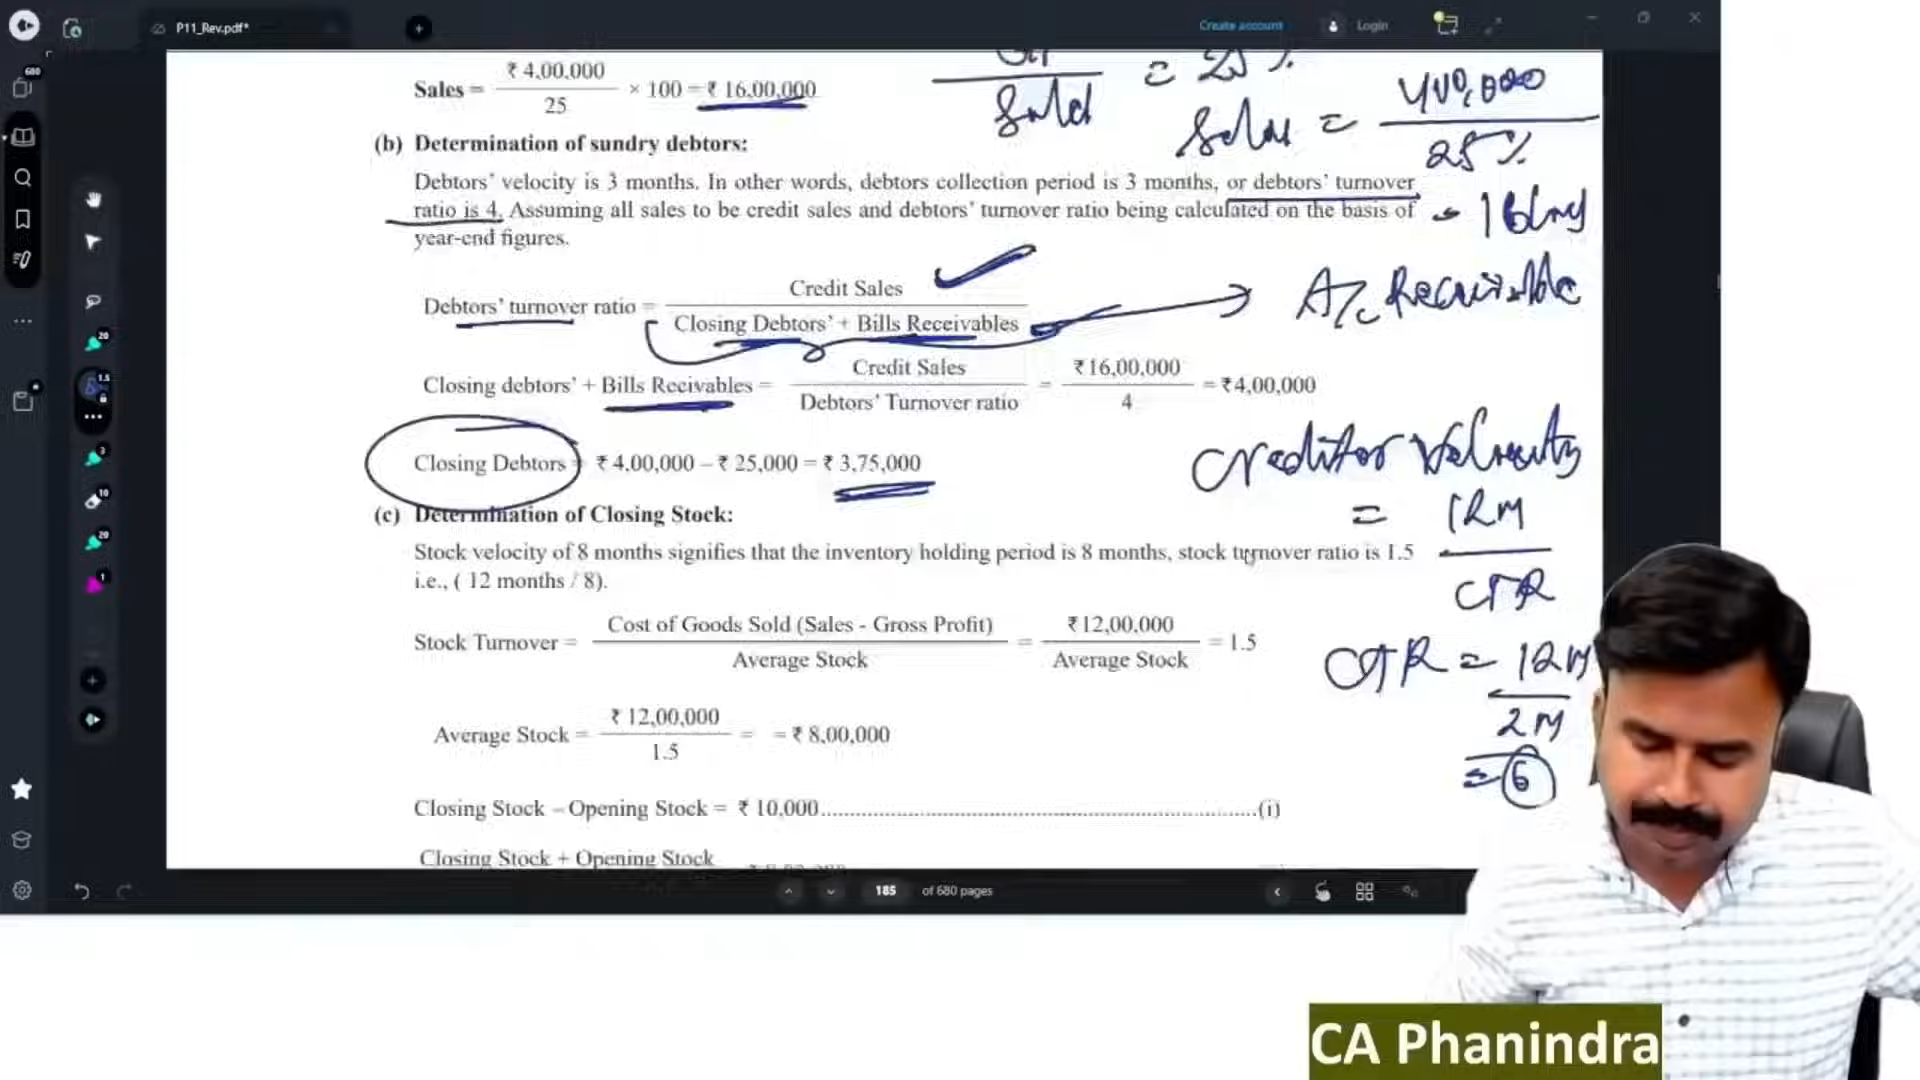 P11_Rev.pdf*
Create account
Login
Sales = ₹ 4,00,000 / 25 × 100 = ₹ 16,00,000
Sold
= 25 %
Sales = 400,000 / 25%
(b) Determination of sundry debtors:
Debtors' velocity is 3 months. In other words, debtors collection period is 3 months, or debtors' turnover
ratio is 4. Assuming all sales to be credit sales and debtors' turnover ratio being calculated on the basis of
year-end figures.
Debtors' turnover ratio = Credit Sales / Closing Debtors' + Bills Receivables
A/c Receivable
Closing debtors' + Bills Recivables = Credit Sales / Debtors' Turnover ratio = ₹16,00,000 / 4 = ₹4,00,000
Closing Debtors = ₹ 4,00,000 – ₹ 25,000 = ₹ 3,75,000
Creditor Velocity
= 12M / CTR
CTR = 12M / 2M
= 6
(c) Determination of Closing Stock:
Stock velocity of 8 months signifies that the inventory holding period is 8 months, stock turnover ratio is 1.5
i.e., ( 12 months / 8).
Stock Turnover = Cost of Goods Sold (Sales - Gross Profit) / Average Stock = ₹12,00,000 / Average Stock = 1.5
Average Stock = ₹ 12,00,000 / 1.5 = = ₹ 8,00,000
Closing Stock – Opening Stock = ₹ 10,000..............................(i)
Closing Stock + Opening Stock
185 of 680 pages
CA Phanindra